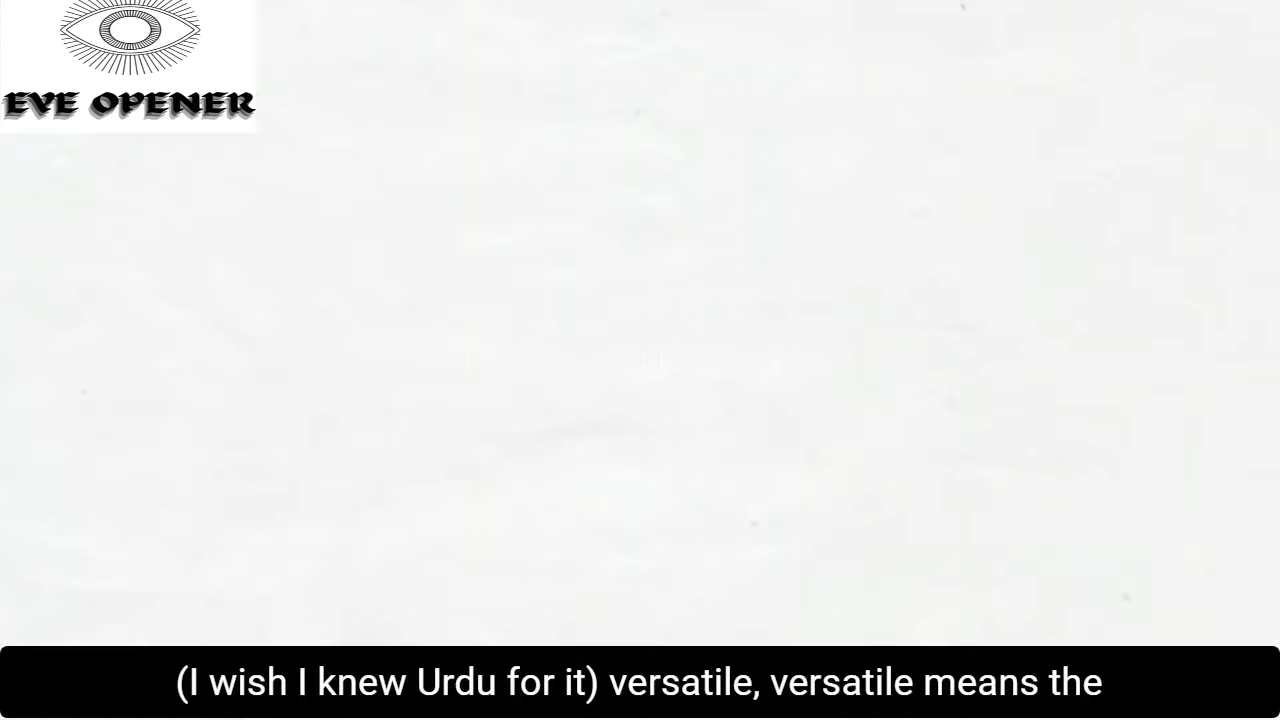 EYE OPENER
(I wish I knew Urdu for it) versatile, versatile means the